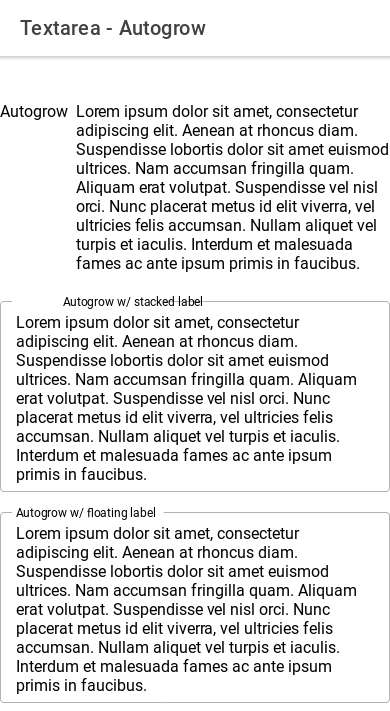 Textarea - Autogrow
Autogrow Lorem ipsum dolor sit amet, consectetur
adipiscing elit. Aenean at rhoncus diam.
Suspendisse lobortis dolor sit amet euismod
ultrices. Nam accumsan fringilla quam.
Aliquam erat volutpat. Suspendisse vel nisl
orci. Nunc placerat metus id elit viverra, vel
ultricies felis accumsan. Nullam aliquet vel
turpis et iaculis. Interdum et malesuada
fames ac ante ipsum primis in faucibus.
Autogrow w/ stacked label
Lorem ipsum dolor sit amet, consectetur
adipiscing elit. Aenean at rhoncus diam.
Suspendisse lobortis dolor sit amet euismod
ultrices. Nam accumsan fringilla quam. Aliquam
erat volutpat. Suspendisse vel nisl orci. Nunc
placerat metus id elit viverra, vel ultricies felis
accumsan. Nullam aliquet vel turpis et iaculis.
Interdum et malesuada fames ac ante ipsum
primis in faucibus.
Autogrow w/ floating label
Lorem ipsum dolor sit amet, consectetur
adipiscing elit. Aenean at rhoncus diam.
Suspendisse lobortis dolor sit amet euismod
ultrices. Nam accumsan fringilla quam. Aliquam
erat volutpat. Suspendisse vel nisl orci. Nunc
placerat metus id elit viverra, vel ultricies felis
accumsan. Nullam aliquet vel turpis et iaculis.
Interdum et malesuada fames ac ante ipsum
primis in faucibus.